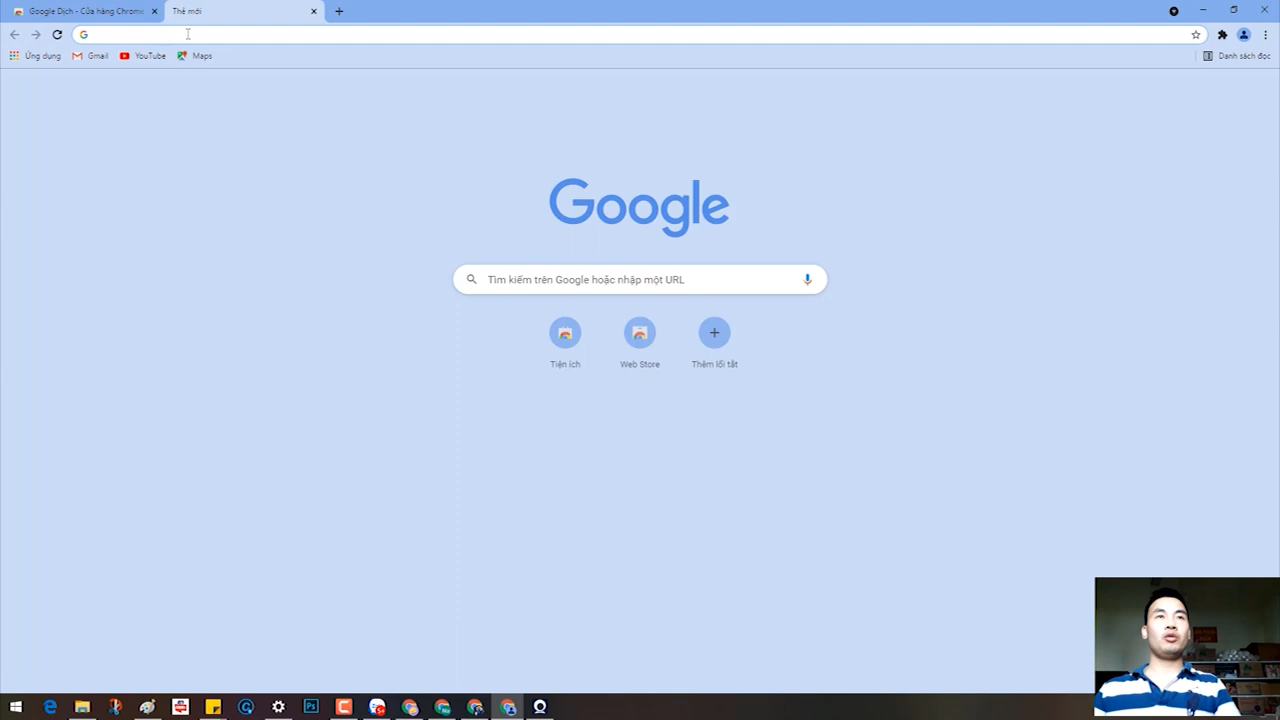 Google Dịch - Cửa hàng Chrome
Thẻ mới
Ứng dụng
Gmail
YouTube
Maps
Danh sách đọc
Google
Tìm kiếm trên Google hoặc nhập một URL
Tiện ích
Web Store
Thêm lối tắt